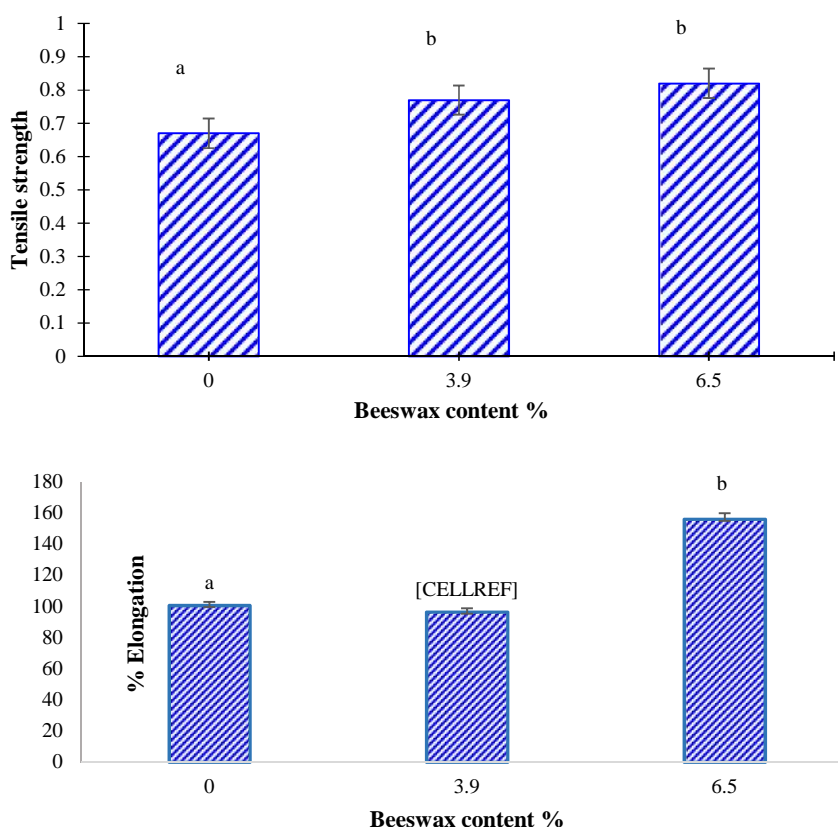 1
0.9
0.8
0.7
0.6
0.5
0.4
0.3
0.2
0.1
0
Tensile strength
a
b
b
0
3.9
6.5
Beeswax content %
180
160
140
120
100
80
60
40
20
0
% Elongation
a
[CELLREF]
b
0
3.9
6.5
Beeswax content %